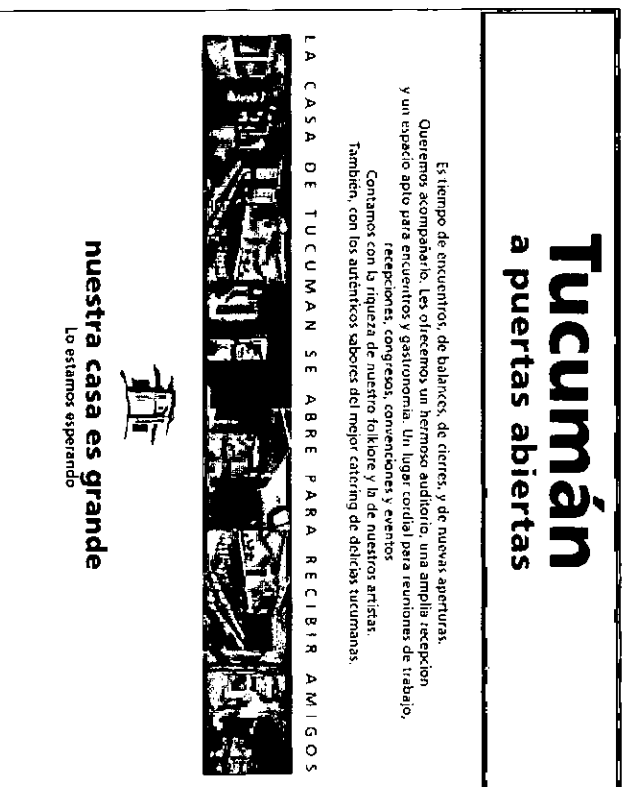 Tucumán
a puertas abiertas
Es tiempo de encuentros, de balances, de cierres, y de nuevas aperturas.
Queremos acompañarlo. Les ofrecemos un hermoso auditorio, una amplia recepcion
y un espacio apto para encuentros y gastronomía. Un lugar cordial para reuniones de trabajo,
recepciones, congresos, convenciones y eventos
Contamos con la riqueza de nuestro folklore y la de nuestros artistas.
También, con los auténticos sabores del mejor catering de delicias tucumanas.
LA CASA DE TUCUMAN SE ABRE PARA RECIBIR AMIGOS
nuestra casa es grande
Lo estamos esperando